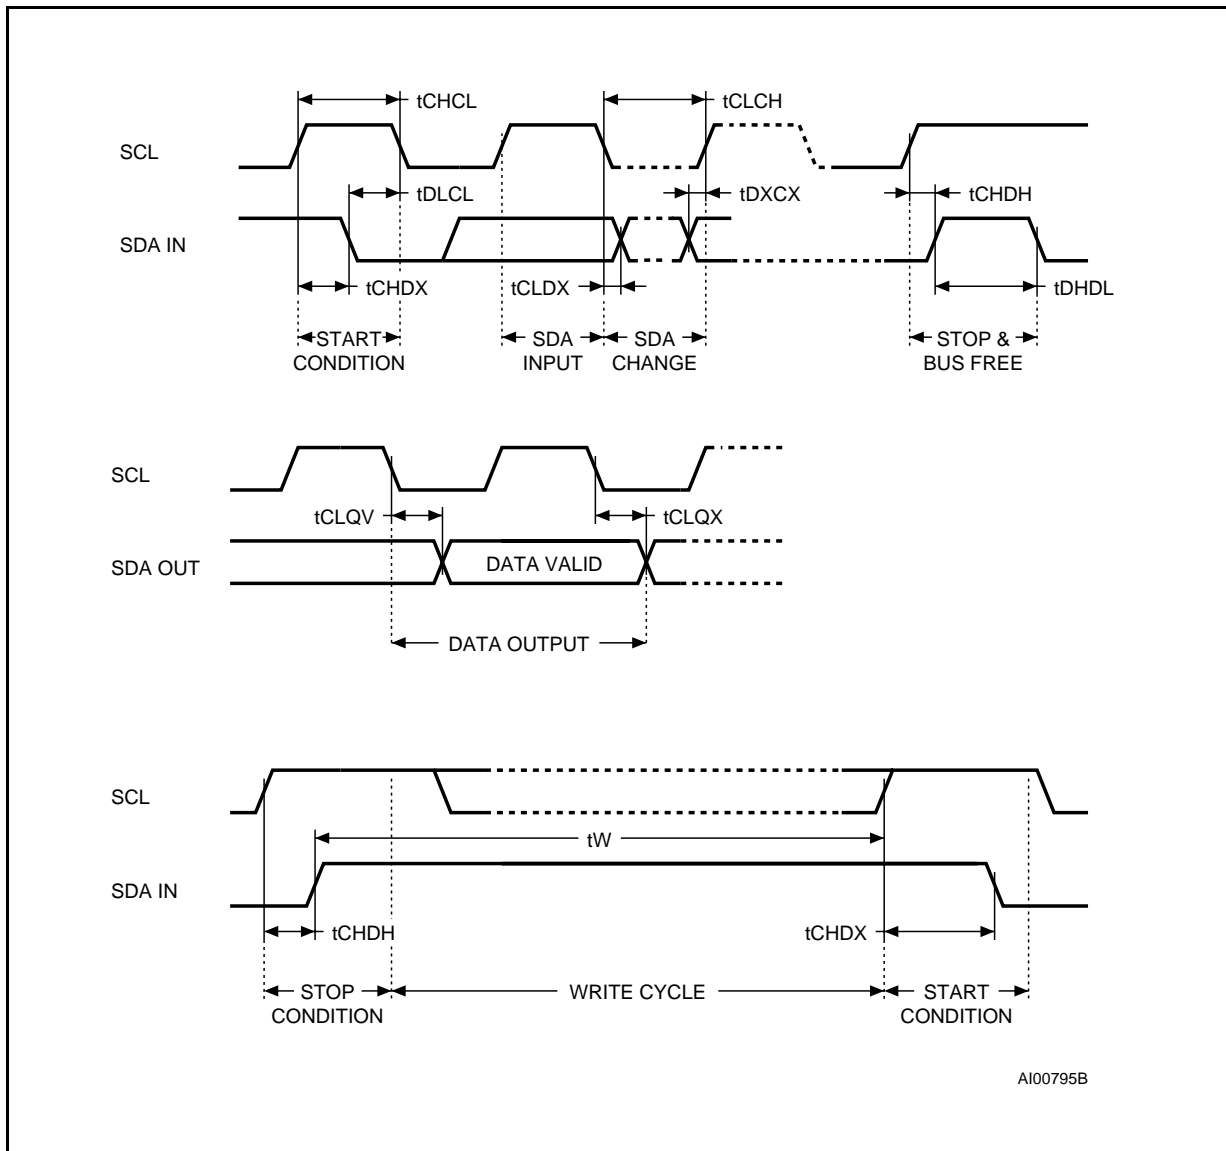 tCHCL
tCLCH
SCL
tDLCL
tDXCX
tCHDH
SDA IN
tCHDX
tCLDX
tDHDL
START
CONDITION
SDA
INPUT
SDA
CHANGE
STOP &
BUS FREE
SCL
tCLQV
tCLQX
SDA OUT
DATA VALID
DATA OUTPUT
SCL
tW
SDA IN
tCHDH
tCHDX
STOP
CONDITION
WRITE CYCLE
START
CONDITION
AI00795B